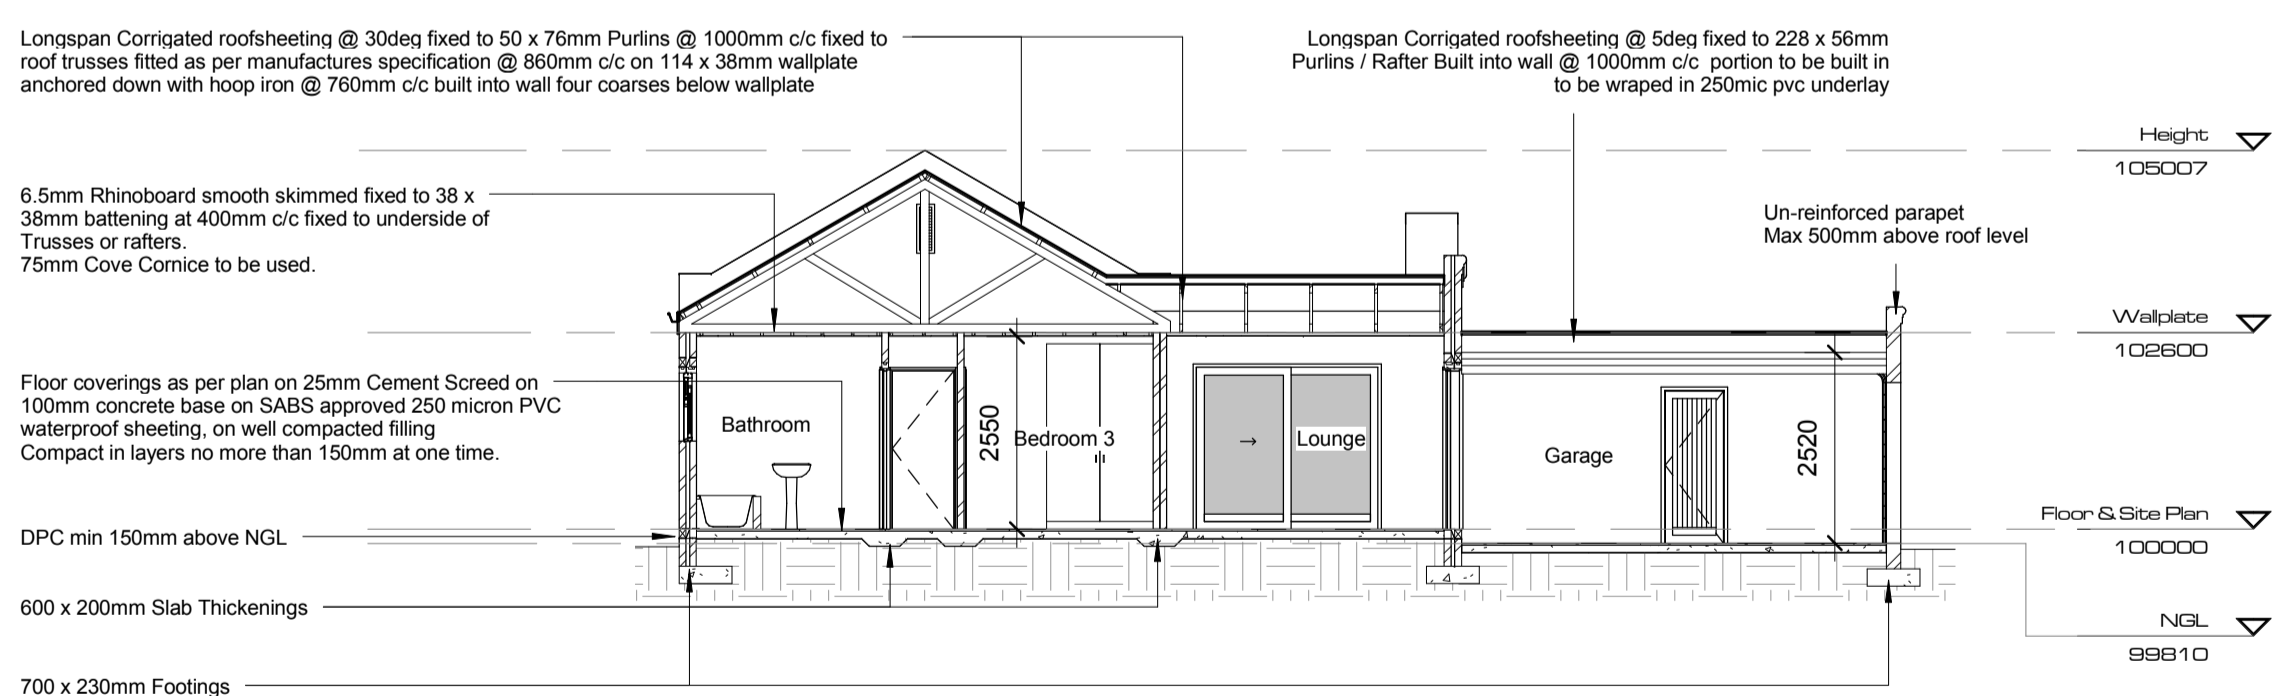 Longspan Corrigated roofsheeting @ 30deg fixed to 50 x 76mm Purlins @ 1000mm c/c fixed to
roof trusses fitted as per manufactures specification @ 860mm c/c on 114 x 38mm wallplate
anchored down with hoop iron @ 760mm c/c built into wall four coarses below wallplate
Longspan Corrigated roofsheeting @ 5deg fixed to 228 x 56mm
Purlins / Rafter Built into wall @ 1000mm c/c portion to be built in
to be wraped in 250mic pvc underlay
Height
105007
6.5mm Rhinoboard smooth skimmed fixed to 38 x
38mm battening at 400mm c/c fixed to underside of
Trusses or rafters.
75mm Cove Cornice to be used.
Un-reinforced parapet
Max 500mm above roof level
Wallplate
102600
Floor coverings as per plan on 25mm Cement Screed on
100mm concrete base on SABS approved 250 micron PVC
waterproof sheeting, on well compacted filling
Compact in layers no more than 150mm at one time.
Bathroom
2550
Bedroom 3
Lounge
Garage
2520
Floor & Site Plan
100000
DPC min 150mm above NGL
600 x 200mm Slab Thickenings
NGL
99810
700 x 230mm Footings